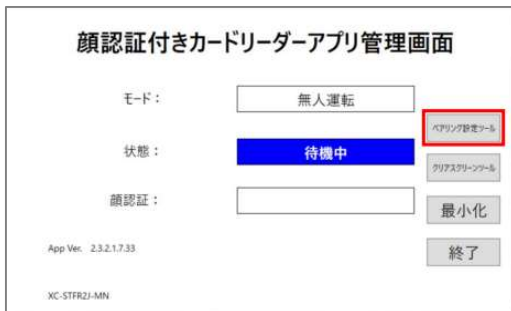 顔認証付きカードリーダーアプリ管理画面
モード：
無人運転
ペアリング設定ツール
状態：
待機中
クリアスクリーンツール
顔認証：
最小化
App Ver. 2.3.2.1.7.33
終了
XC-STFR2J-MN